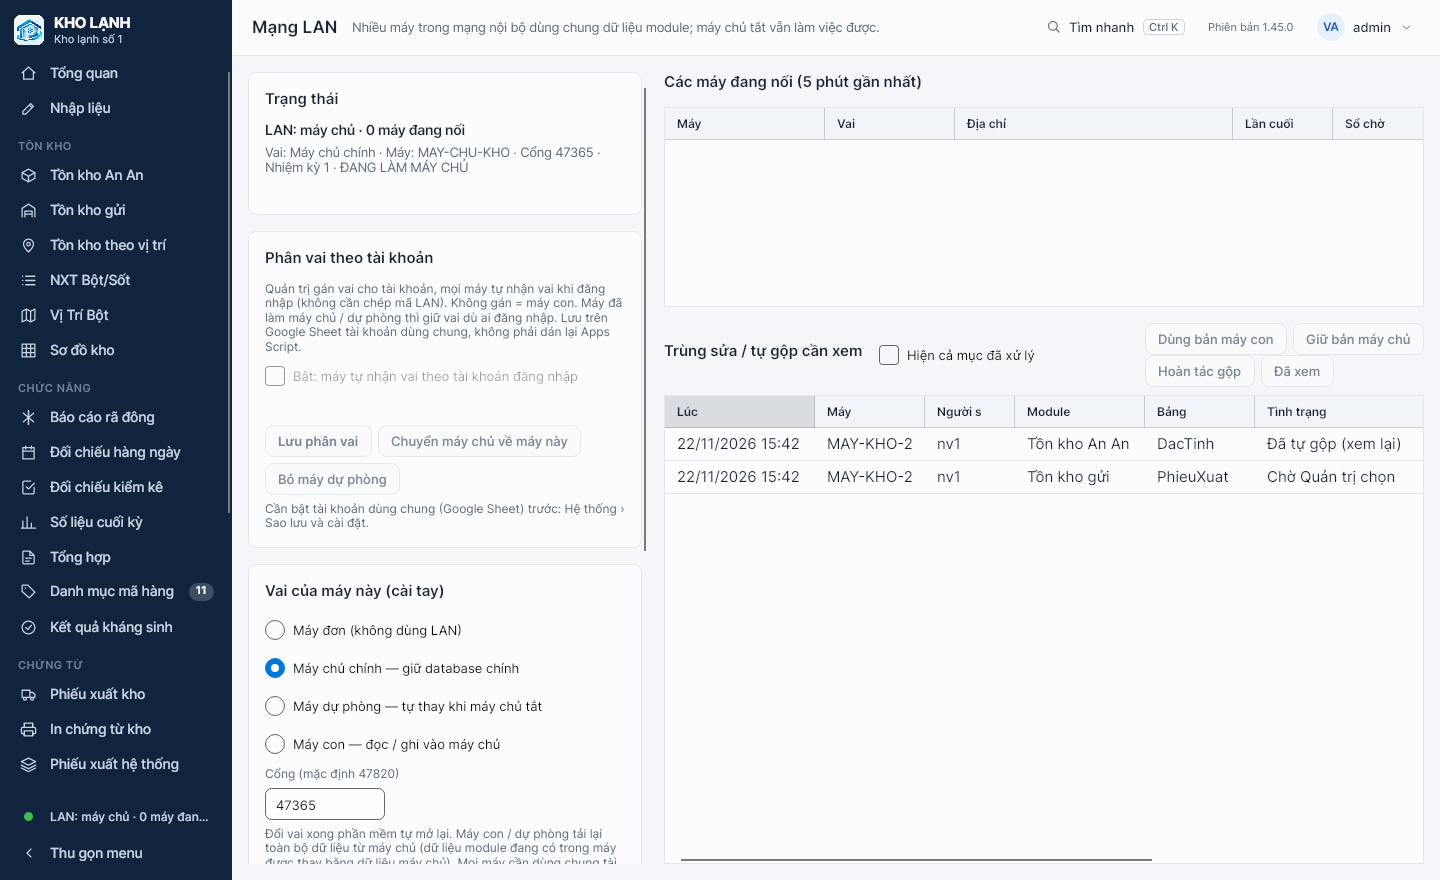 KHO LẠNH
Kho lạnh số 1
Tổng quan
Nhập liệu
TỒN KHO
Tồn kho An An
Tồn kho gửi
Tồn kho theo vị trí
NXT Bột/Sốt
Vị Trí Bột
Sơ đồ kho
CHỨC NĂNG
Báo cáo rã đông
Đối chiếu hàng ngày
Đối chiếu kiểm kê
Số liệu cuối kỳ
Tổng hợp
Danh mục mã hàng 11
Kết quả kháng sinh
CHỨNG TỪ
Phiếu xuất kho
In chứng từ kho
Phiếu xuất hệ thống
LAN: máy chủ · 0 máy đan...
Thu gọn menu
Mạng LAN
Nhiều máy trong mạng nội bộ dùng chung dữ liệu module; máy chủ tắt vẫn làm việc được.
Tìm nhanh Ctrl K
Phiên bản 1.45.0
VA admin
Trạng thái
LAN: máy chủ · 0 máy đang nối
Vai: Máy chủ chính · Máy: MAY-CHU-KHO · Cổng 47365 ·
Nhiệm kỳ 1 · ĐANG LÀM MÁY CHỦ
Phân vai theo tài khoản
Quản trị gán vai cho tài khoản, mọi máy tự nhận vai khi đăng
nhập (không cần chép mã LAN). Không gán = máy con. Máy đã
làm máy chủ / dự phòng thì giữ vai dù ai đăng nhập. Lưu trên
Google Sheet tài khoản dùng chung, không phải dán lại Apps
Script.
Bật: máy tự nhận vai theo tài khoản đăng nhập
Lưu phân vai
Chuyển máy chủ về máy này
Bỏ máy dự phòng
Cần bật tài khoản dùng chung (Google Sheet) trước: Hệ thống ›
Sao lưu và cài đặt.
Vai của máy này (cài tay)
Máy đơn (không dùng LAN)
Máy chủ chính — giữ database chính
Máy dự phòng — tự thay khi máy chủ tắt
Máy con — đọc / ghi vào máy chủ
Cổng (mặc định 47820)
47365
Đổi vai xong phần mềm tự mở lại. Máy con / dự phòng tải lại
toàn bộ dữ liệu từ máy chủ (dữ liệu module đang có trong máy
được thay bằng dữ liệu máy chủ). Mọi máy cần dùng chung tài
Các máy đang nối (5 phút gần nhất)
Máy Vai Địa chỉ Lần cuối Số chờ
Trùng sửa / tự gộp cần xem
Hiện cả mục đã xử lý
Dùng bản máy con
Giữ bản máy chủ
Hoàn tác gộp
Đã xem
Lúc Máy Người s Module Bảng Tình trạng
22/11/2026 15:42 MAY-KHO-2 nv1 Tồn kho An An DacTinh Đã tự gộp (xem lại)
22/11/2026 15:42 MAY-KHO-2 nv1 Tồn kho gửi PhieuXuat Chờ Quản trị chọn